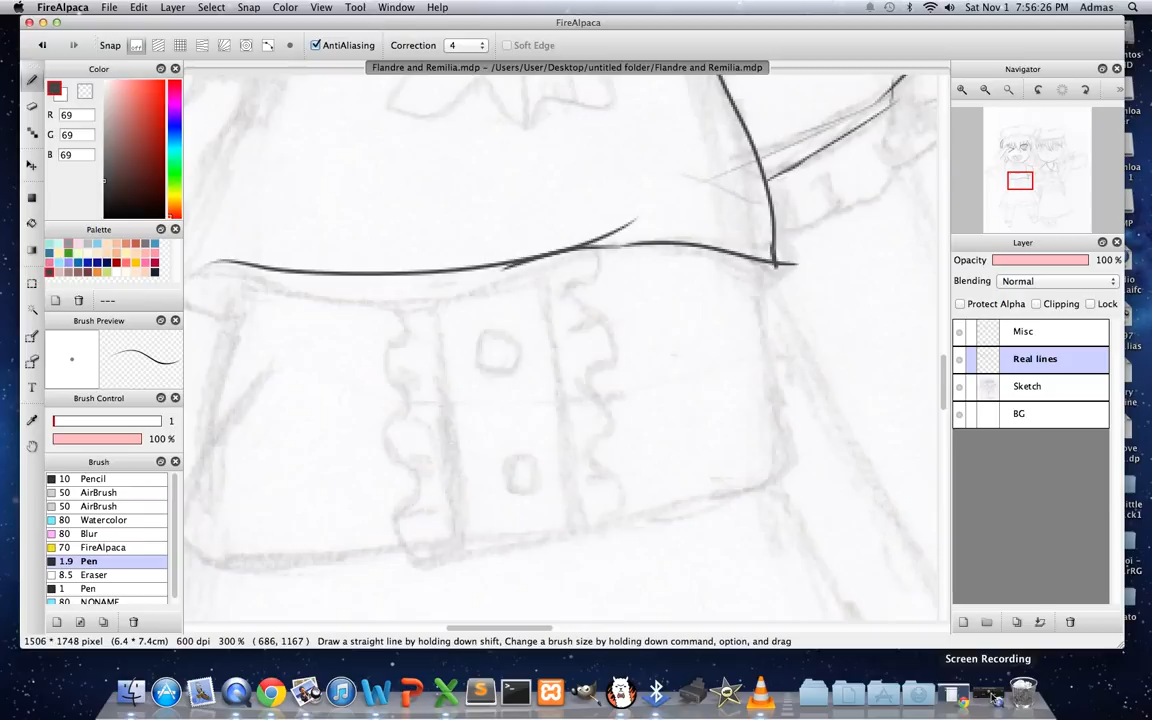 FireAlpaca File Edit Layer Select Snap Color View Tool Window Help Sat Nov 1 7:56:26 PM Admas
FireAlpaca
Snap AntiAliasing Correction 4 Soft Edge
Flandre and Remilia.mdp - /Users/User/Desktop/untitled folder/Flandre and Remilia.mdp
Color
R 69
G 69
B 69
Palette
---
Brush Preview
Brush Control
1
100 %
Brush
10 Pencil
50 AirBrush
50 AirBrush
80 Watercolor
80 Blur
70 FireAlpaca
1.9 Pen
8.5 Eraser
1 Pen
80 NONAME
Navigator
Layer
Opacity 100 %
Blending Normal
Protect Alpha Clipping Lock
Misc
Real lines
Sketch
BG
1506 * 1748 pixel (6.4 * 7.4cm) 600 dpi 300 % ( 686, 1167) Draw a straight line by holding down shift, Change a brush size by holding down command, option, and drag
Screen Recording